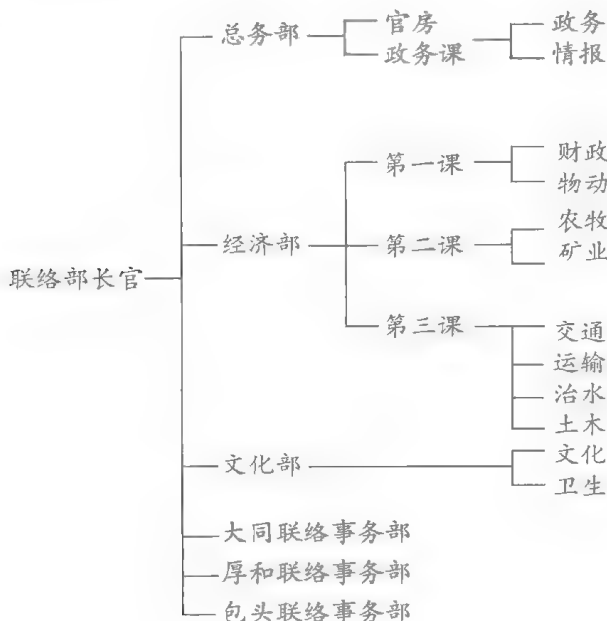 总务部
官房
政务课
政务
情报
联络部长官
经济部
第一课
财政
物动
第二课
农牧
矿业
第三课
交通
运输
治水
土木
文化部
文化
卫生
大同联络事务部
厚和联络事务部
包头联络事务部